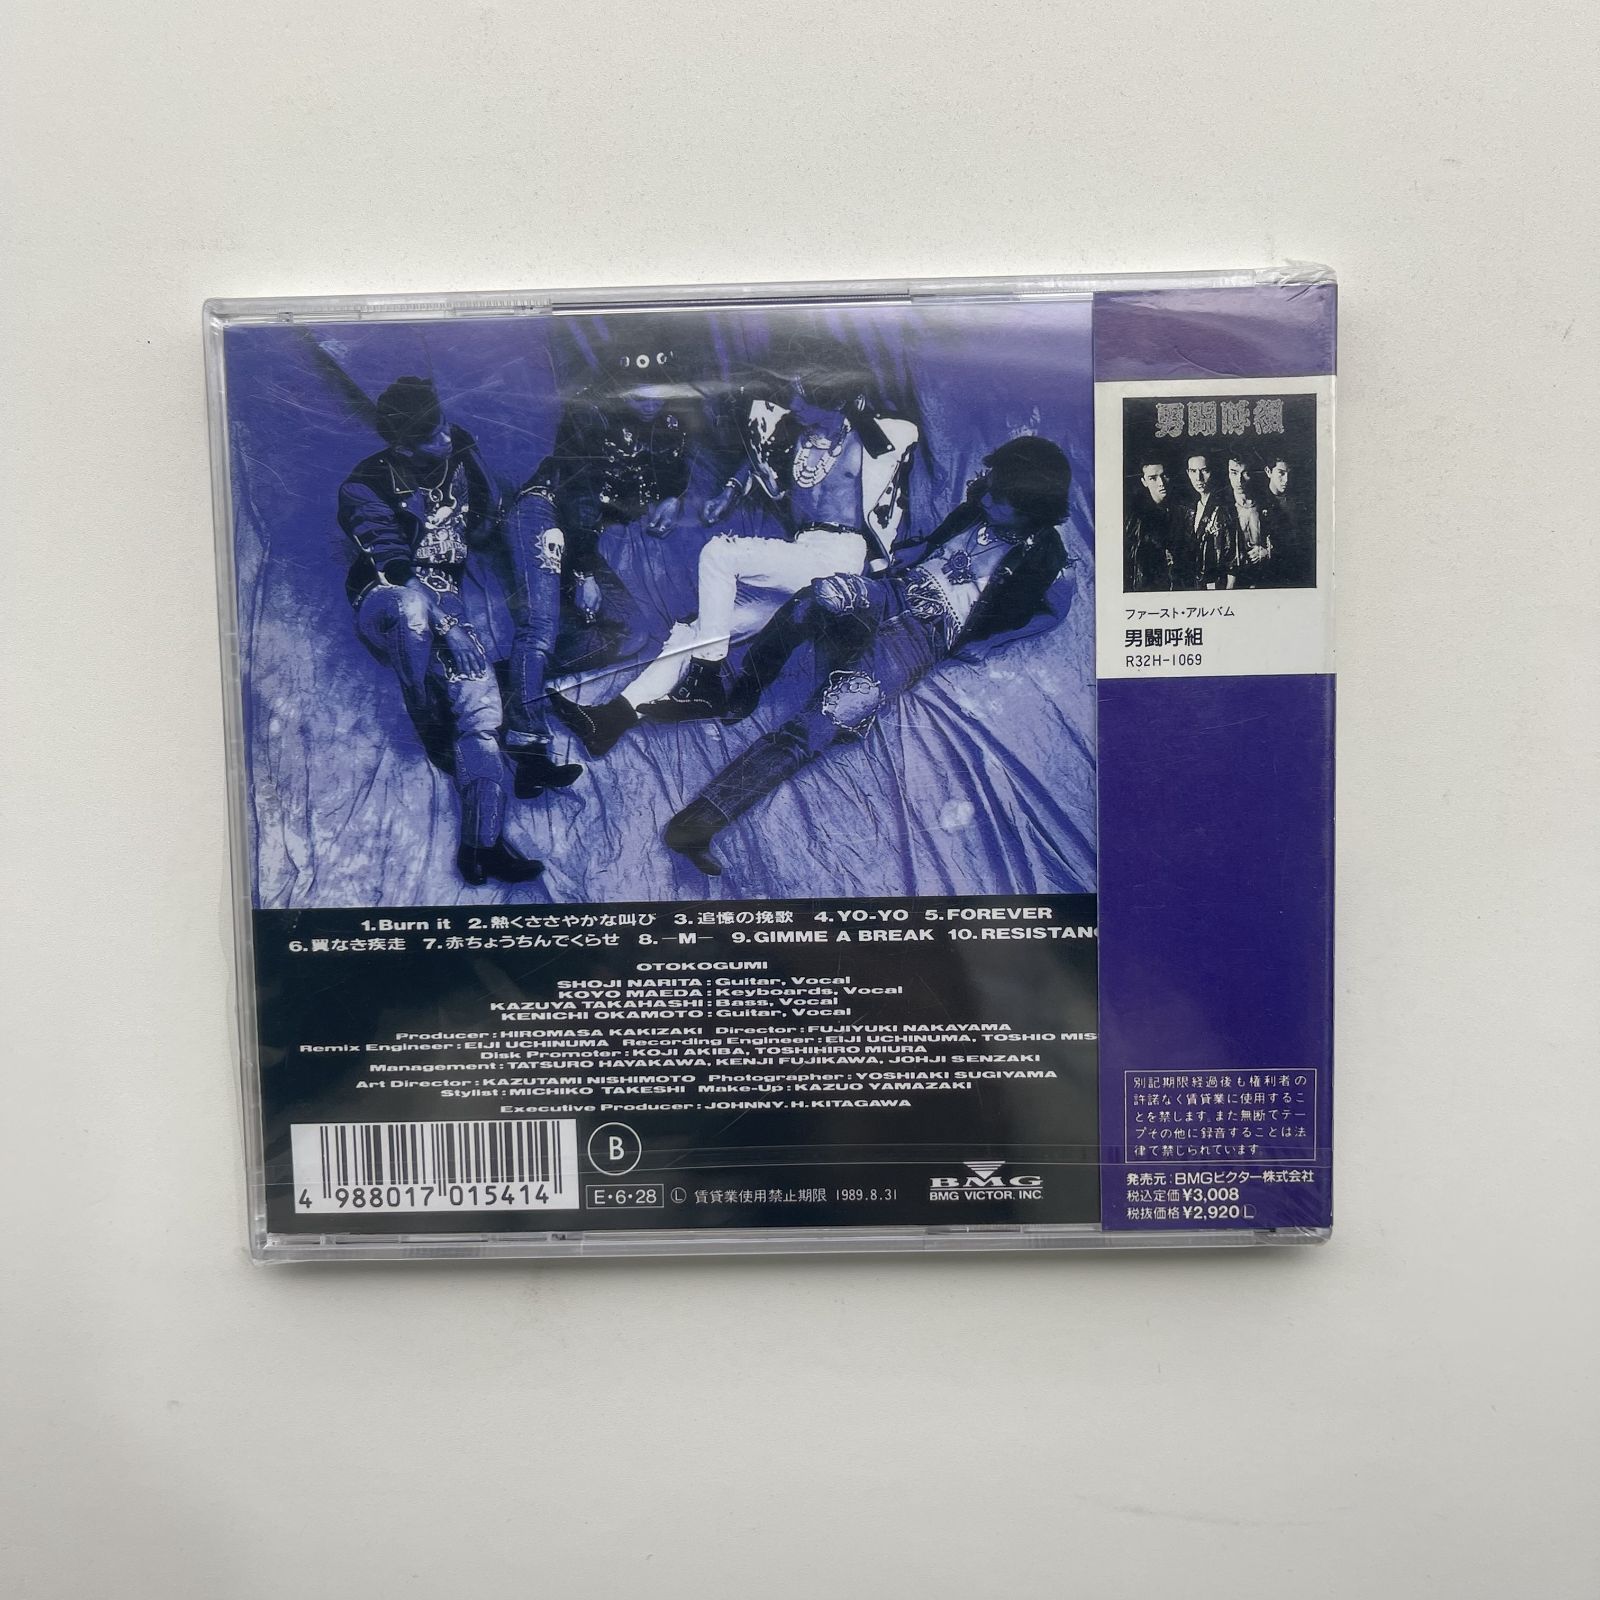 1.Burn it 2.熱くささやかな叫び 3.追憶の挽歌 4.YO-YO 5.FOREVER
6.翼なき疾走 7.赤ちょうちんでくらせ 8.—M— 9.GIMME A BREAK 10.RESISTANC
OTOKOGUMI
SHOJI NARITA:Guitar, Vocal
KOYO MAEDA:Keyboards, Vocal
KAZUYA TAKAHASHI:Bass, Vocal
KENICHI OKAMOTO:Guitar, Vocal
Producer:HIROMASA KAKIZAKI Director:FUJIYUKI NAKAYAMA
Remix Engineer:EIJI UCHINUMA Recording Engineer:EIJI UCHINUMA, TOSHIO MIS
Disk Promoter:KOJI AKIBA, TOSHIHIRO MIURA
Management:TATSURO HAYAKAWA, KENJI FUJIKAWA, JOHJI SENZAKI
Art Director:KAZUTAMI NISHIMOTO Photographer:YOSHIAKI SUGIYAMA
Stylist:MICHIKO TAKESHI Make-Up:KAZUO YAMAZAKI
Executive Producer:JOHNNY.H.KITAGAWA
4 988017 015414
B
E・6・28 Ⓛ 賃貸業使用禁止期限 1989.8.31
BMG
BMG VICTOR, INC.
男闘呼組
ファースト・アルバム
男闘呼組
R32H-1069
別記期限経過後も権利者の
許諾なく賃貸業に使用するこ
とを禁じます。また無断でテー
プその他に録音することは法
律で禁じられています。
発売元:BMGビクター株式会社
税込定価¥3,008
税抜価格¥2,920Ⓛ